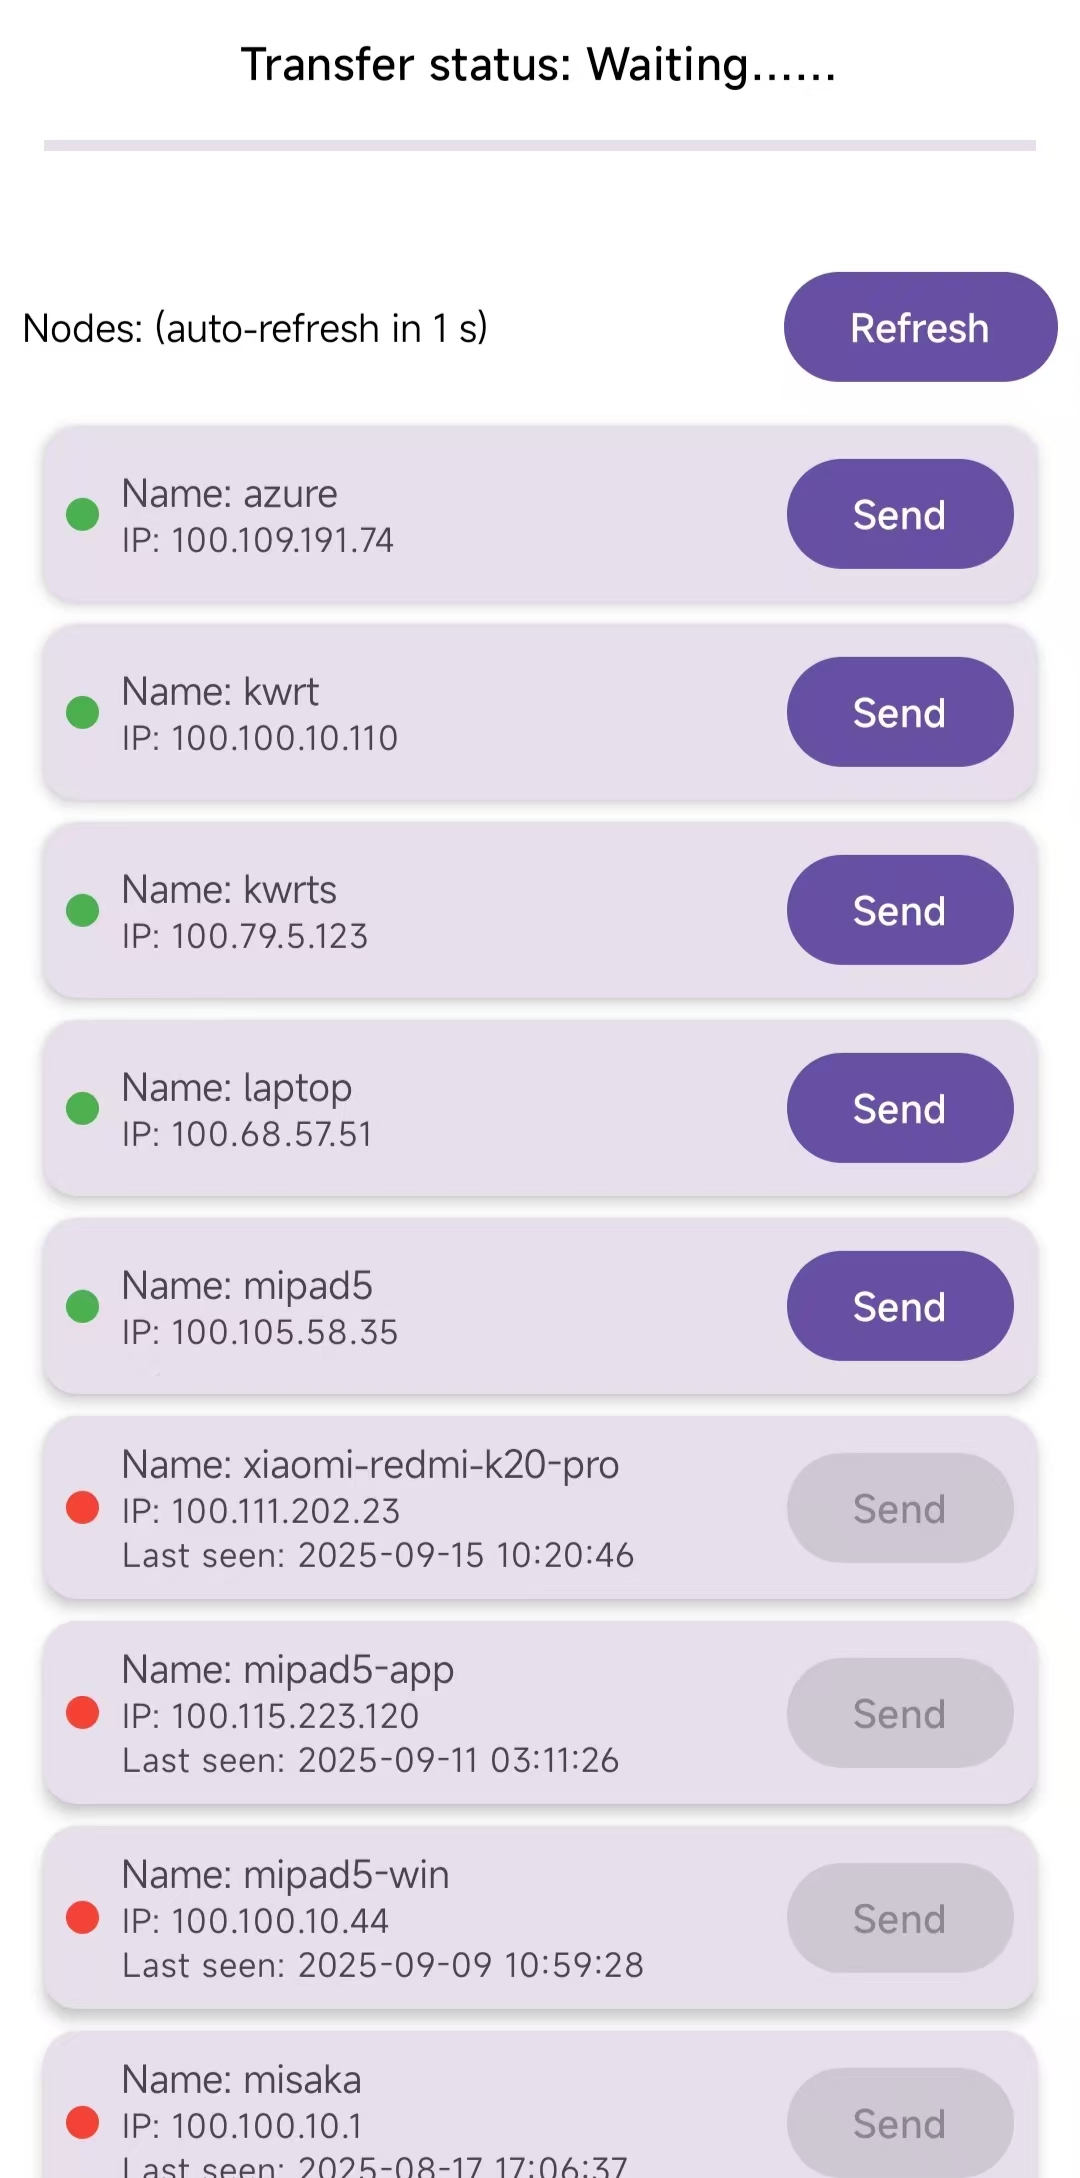 Transfer status: Waiting......
Nodes: (auto-refresh in 1 s)
Refresh
Name: azure
IP: 100.109.191.74
Send
Name: kwrt
IP: 100.100.10.110
Send
Name: kwrts
IP: 100.79.5.123
Send
Name: laptop
IP: 100.68.57.51
Send
Name: mipad5
IP: 100.105.58.35
Send
Name: xiaomi-redmi-k20-pro
IP: 100.111.202.23
Last seen: 2025-09-15 10:20:46
Send
Name: mipad5-app
IP: 100.115.223.120
Last seen: 2025-09-11 03:11:26
Send
Name: mipad5-win
IP: 100.100.10.44
Last seen: 2025-09-09 10:59:28
Send
Name: misaka
IP: 100.100.10.1
Last seen: 2025-08-17 17:06:37
Send